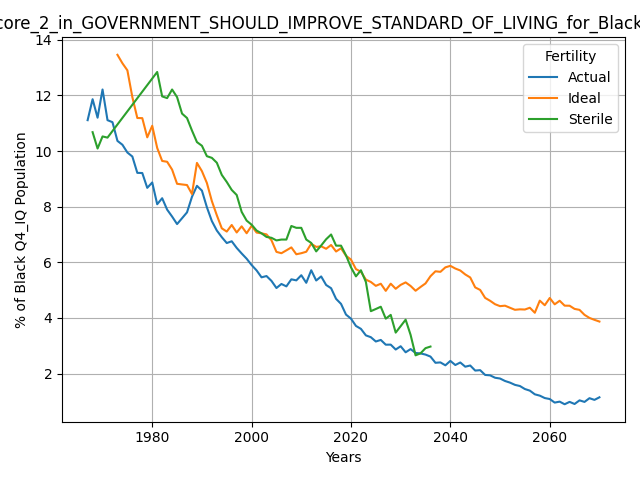 core_2_in_GOVERNMENT_SHOULD_IMPROVE_STANDARD_OF_LIVING_for_Black
Fertility
Actual
Ideal
Sterile
% of Black Q4_IQ Population
14
12
10
8
6
4
2
1980
2000
2020
2040
2060
Years